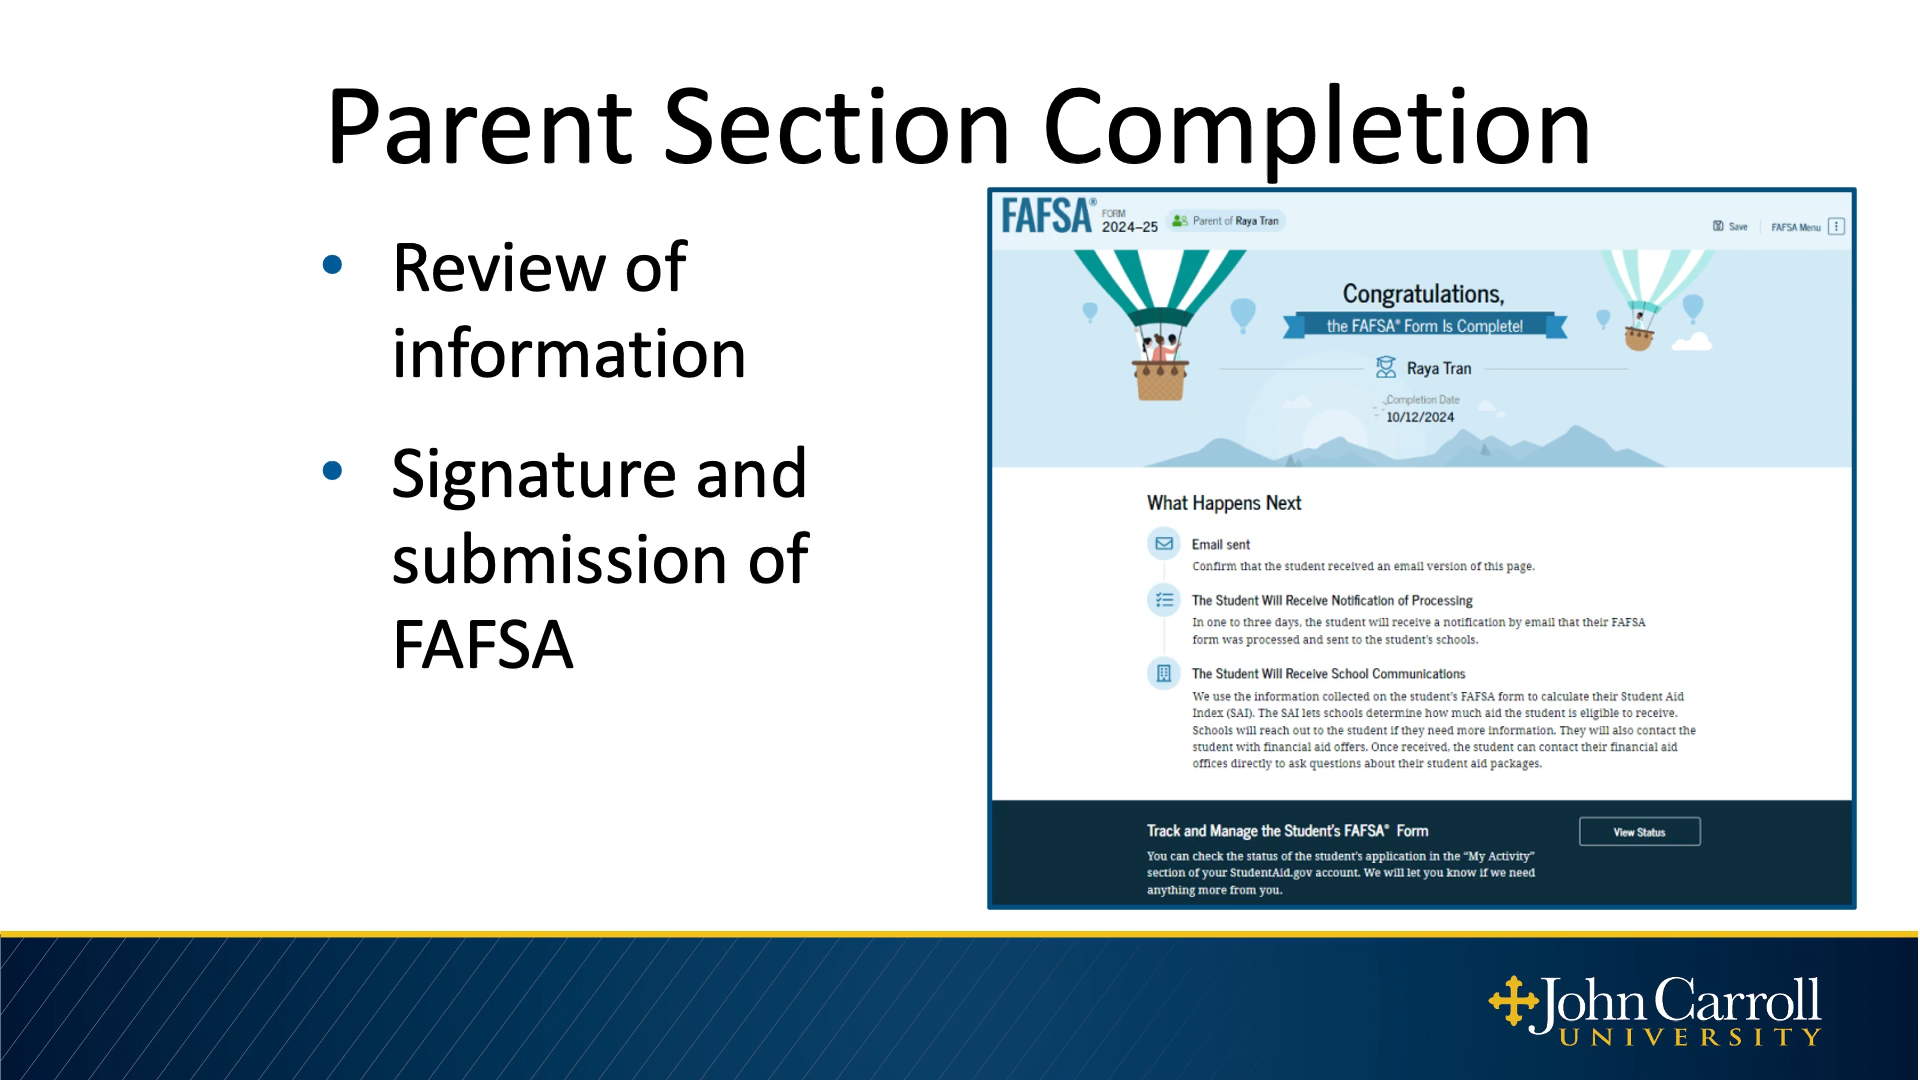 Parent Section Completion
• Review of
information
• Signature and
submission of
FAFSA
FAFSA®
FORM
2024–25
Parent of Raya Tran
Save
FAFSA Menu
Congratulations,
the FAFSA® Form Is Complete!
Raya Tran
Completion Date
10/12/2024
What Happens Next
Email sent
Confirm that the student received an email version of this page.
The Student Will Receive Notification of Processing
In one to three days, the student will receive a notification by email that their FAFSA
form was processed and sent to the student's schools.
The Student Will Receive School Communications
We use the information collected on the student's FAFSA form to calculate their Student Aid
Index (SAI). The SAI lets schools determine how much aid the student is eligible to receive.
Schools will reach out to the student if they need more information. They will also contact the
student with financial aid offers. Once received, the student can contact their financial aid
offices directly to ask questions about their student aid packages.
Track and Manage the Student's FAFSA® Form
View Status
You can check the status of the student's application in the “My Activity”
section of your StudentAid.gov account. We will let you know if we need
anything more from you.
John Carroll
UNIVERSITY